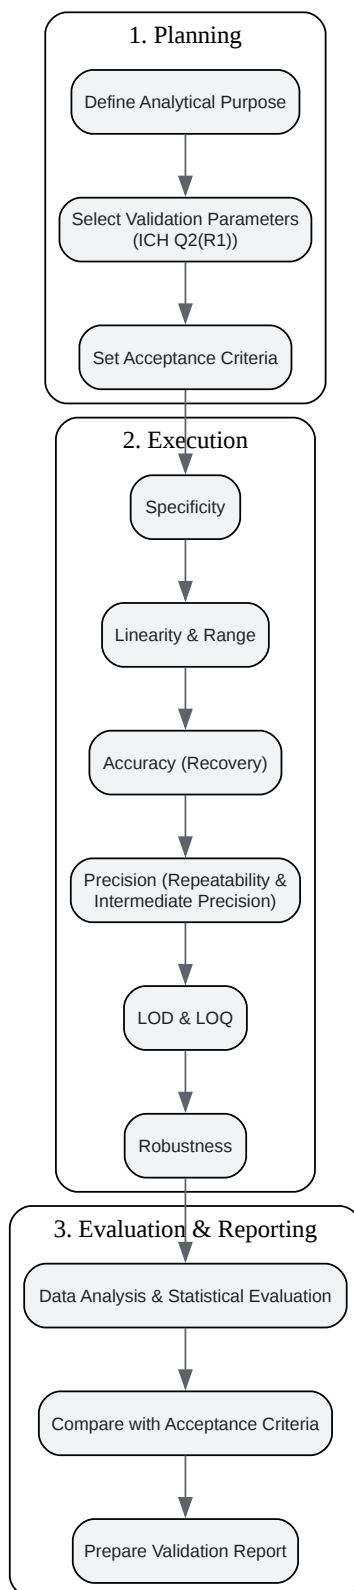 1. Planning
Define Analytical Purpose
Select Validation Parameters
(ICH Q2(R1))
Set Acceptance Criteria
2. Execution
Specificity
Linearity & Range
Accuracy (Recovery)
Precision (Repeatability &
Intermediate Precision)
LOD & LOQ
Robustness
3. Evaluation & Reporting
Data Analysis & Statistical Evaluation
Compare with Acceptance Criteria
Prepare Validation Report